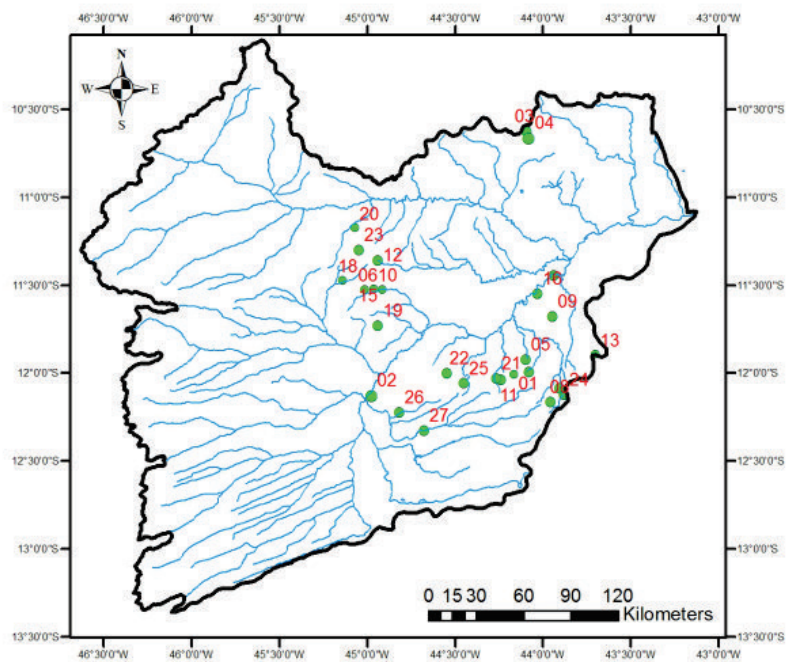 46°30'0"W 46°0'0"W 45°30'0"W 45°0'0"W 44°30'0"W 44°0'0"W 43°30'0"W 43°0'0"W
N
W E
S
10°30'0"S 10°30'0"S
03
04
11°0'0"S 11°0'0"S
20
23
12
18 06 10
11°30'0"S 11°30'0"S
16
15
09
19
13
05
22 21
12°0'0"S 12°0'0"S
25 24
02 01
11
26
27
12°30'0"S 12°30'0"S
13°0'0"S 13°0'0"S
0 15 30 60 90 120
Kilometers
13°30'0"S 13°30'0"S
46°30'0"W 46°0'0"W 45°30'0"W 45°0'0"W 44°30'0"W 44°0'0"W 43°30'0"W 43°0'0"W